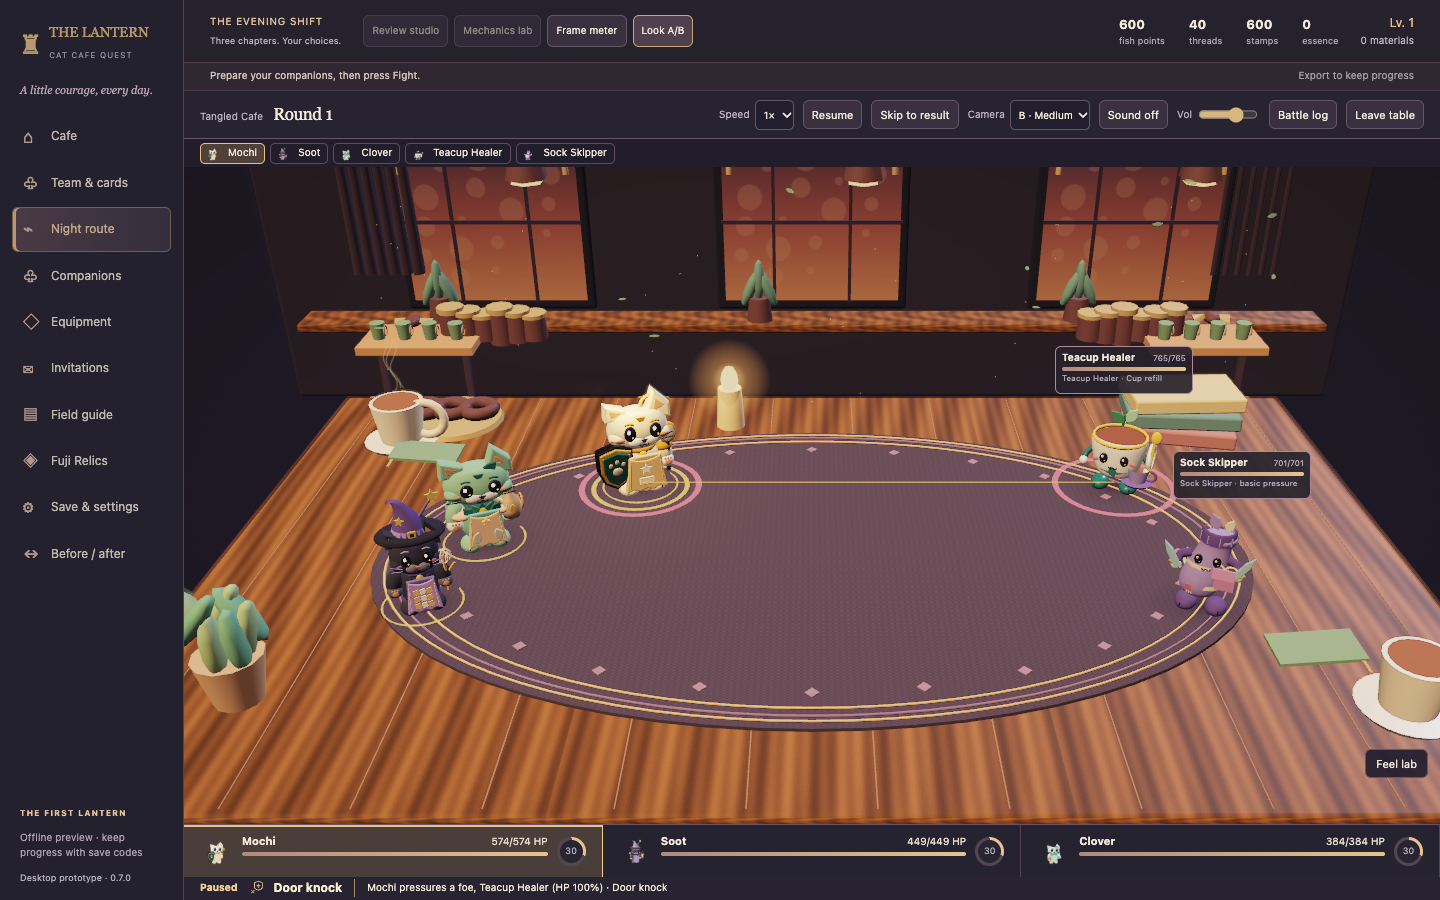 THE LANTERN
CAT CAFE QUEST
A little courage, every day.
Cafe
Team & cards
Night route
Companions
Equipment
Invitations
Field guide
Fuji Relics
Save & settings
Before / after
THE FIRST LANTERN
Offline preview · keep
progress with save codes
Desktop prototype · 0.7.0
THE EVENING SHIFT
Three chapters. Your choices.
Review studio
Mechanics lab
Frame meter
Look A/B
600
fish points
40
threads
600
stamps
0
essence
Lv. 1
0 materials
Prepare your companions, then press Fight.
Export to keep progress
Tangled Cafe
Round 1
Speed
1×
Resume
Skip to result
Camera
B · Medium
Sound off
Vol
Battle log
Leave table
Mochi
Soot
Clover
Teacup Healer
Sock Skipper
Teacup Healer 765/765
Teacup Healer · Cup refill
Sock Skipper 701/701
Sock Skipper · basic pressure
Feel lab
Mochi 574/574 HP 30
Soot 449/449 HP 30
Clover 384/384 HP 30
Paused Door knock Mochi pressures a foe, Teacup Healer (HP 100%) · Door knock